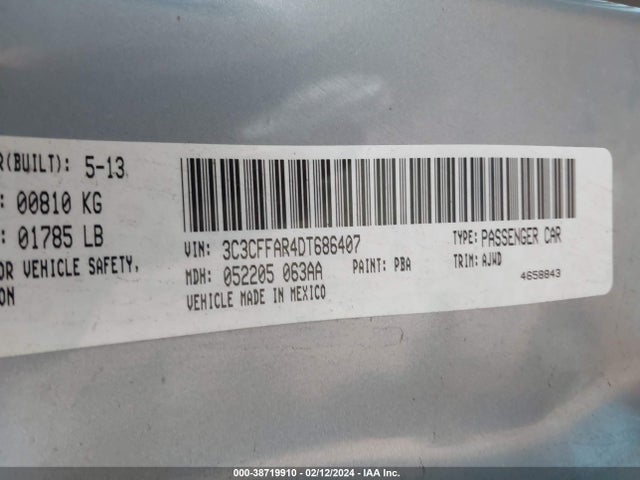 R(BUILT): 5-13
: 00810 KG
: 01785 LB
OR VEHICLE SAFETY,
ON
VIN: 3C3CFFAR4DT686407
TYPE: PASSENGER CAR
MDH: 052205 063AA
PAINT: PBA
TRIM: AJWD
VEHICLE MADE IN MEXICO
4658843
000-38719910 - 02/12/2024 - IAA Inc.